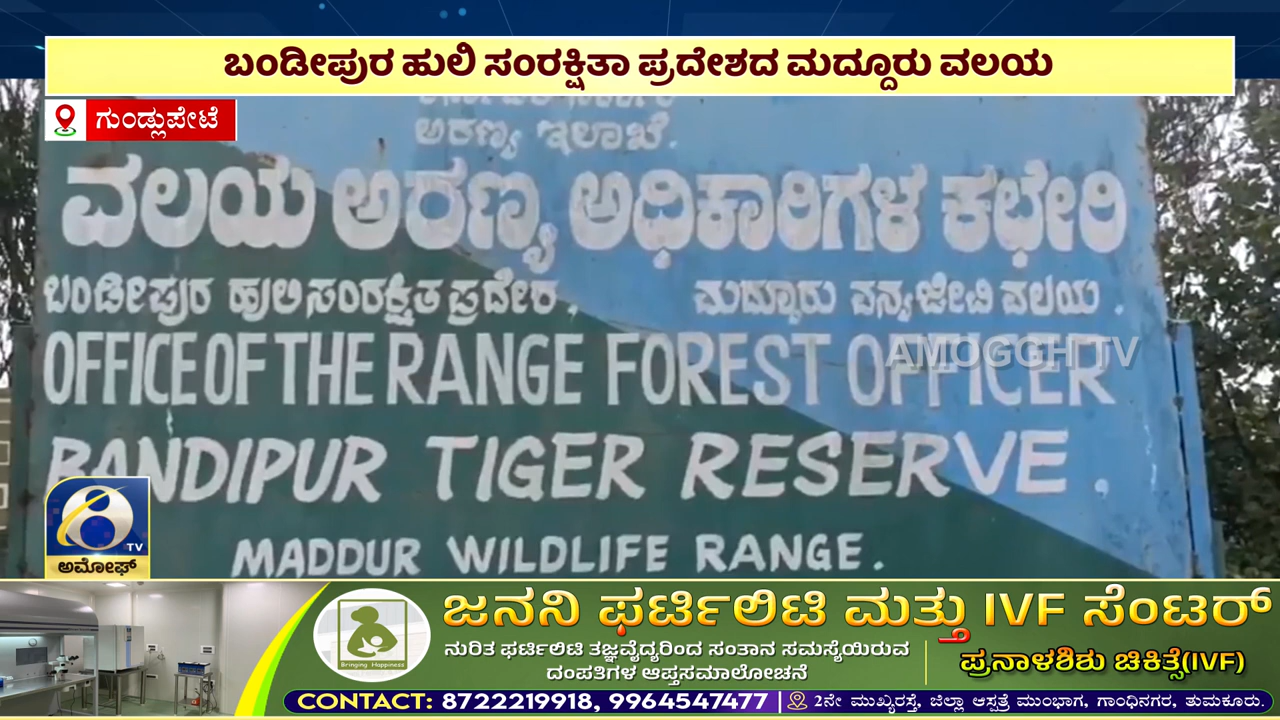 ಬಂಡೀಪುರ ಹುಲಿ ಸಂರಕ್ಷಿತಾ ಪ್ರದೇಶದ ಮದ್ದೂರು ವಲಯ
ಗುಂಡ್ಲುಪೇಟೆ
ಅರಣ್ಯ ಇಲಾಖೆ.
ವಲಯ ಅರಣ್ಯ ಅಧಿಕಾರಿಗಳ ಕಛೇರಿ
ಬಂಡೀಪುರ ಹುಲಿಸಂರಕ್ಷಿತ ಪ್ರದೇಶ, ಮದ್ದೂರು ವನ್ಯಜೀವಿ ವಲಯ.
OFFICE OF THE RANGE FOREST OFFICER
AMOGGH TV
BANDIPUR TIGER RESERVE.
MADDUR WILDLIFE RANGE.
TV
ಅಮೋಘ್
ಜನನಿ ಫರ್ಟಿಲಿಟಿ ಮತ್ತು IVF ಸೆಂಟರ್
Bringing Happiness
ನುರಿತ ಫರ್ಟಿಲಿಟಿ ತಜ್ಞವೈದ್ಯರಿಂದ ಸಂತಾನ ಸಮಸ್ಯೆಯಿರುವ
ದಂಪತಿಗಳ ಆಪ್ತಸಮಾಲೋಚನ
ಪ್ರನಾಳಶಿಶು ಚಿಕಿತ್ಸೆ(IVF)
CONTACT: 8722219918, 9964547477
2ನೇ ಮುಖ್ಯರಸ್ತೆ, ಜಿಲ್ಲಾ ಆಸ್ಪತ್ರೆ ಮುಂಭಾಗ, ಗಾಂಧಿನಗರ, ತುಮಕೂರು.